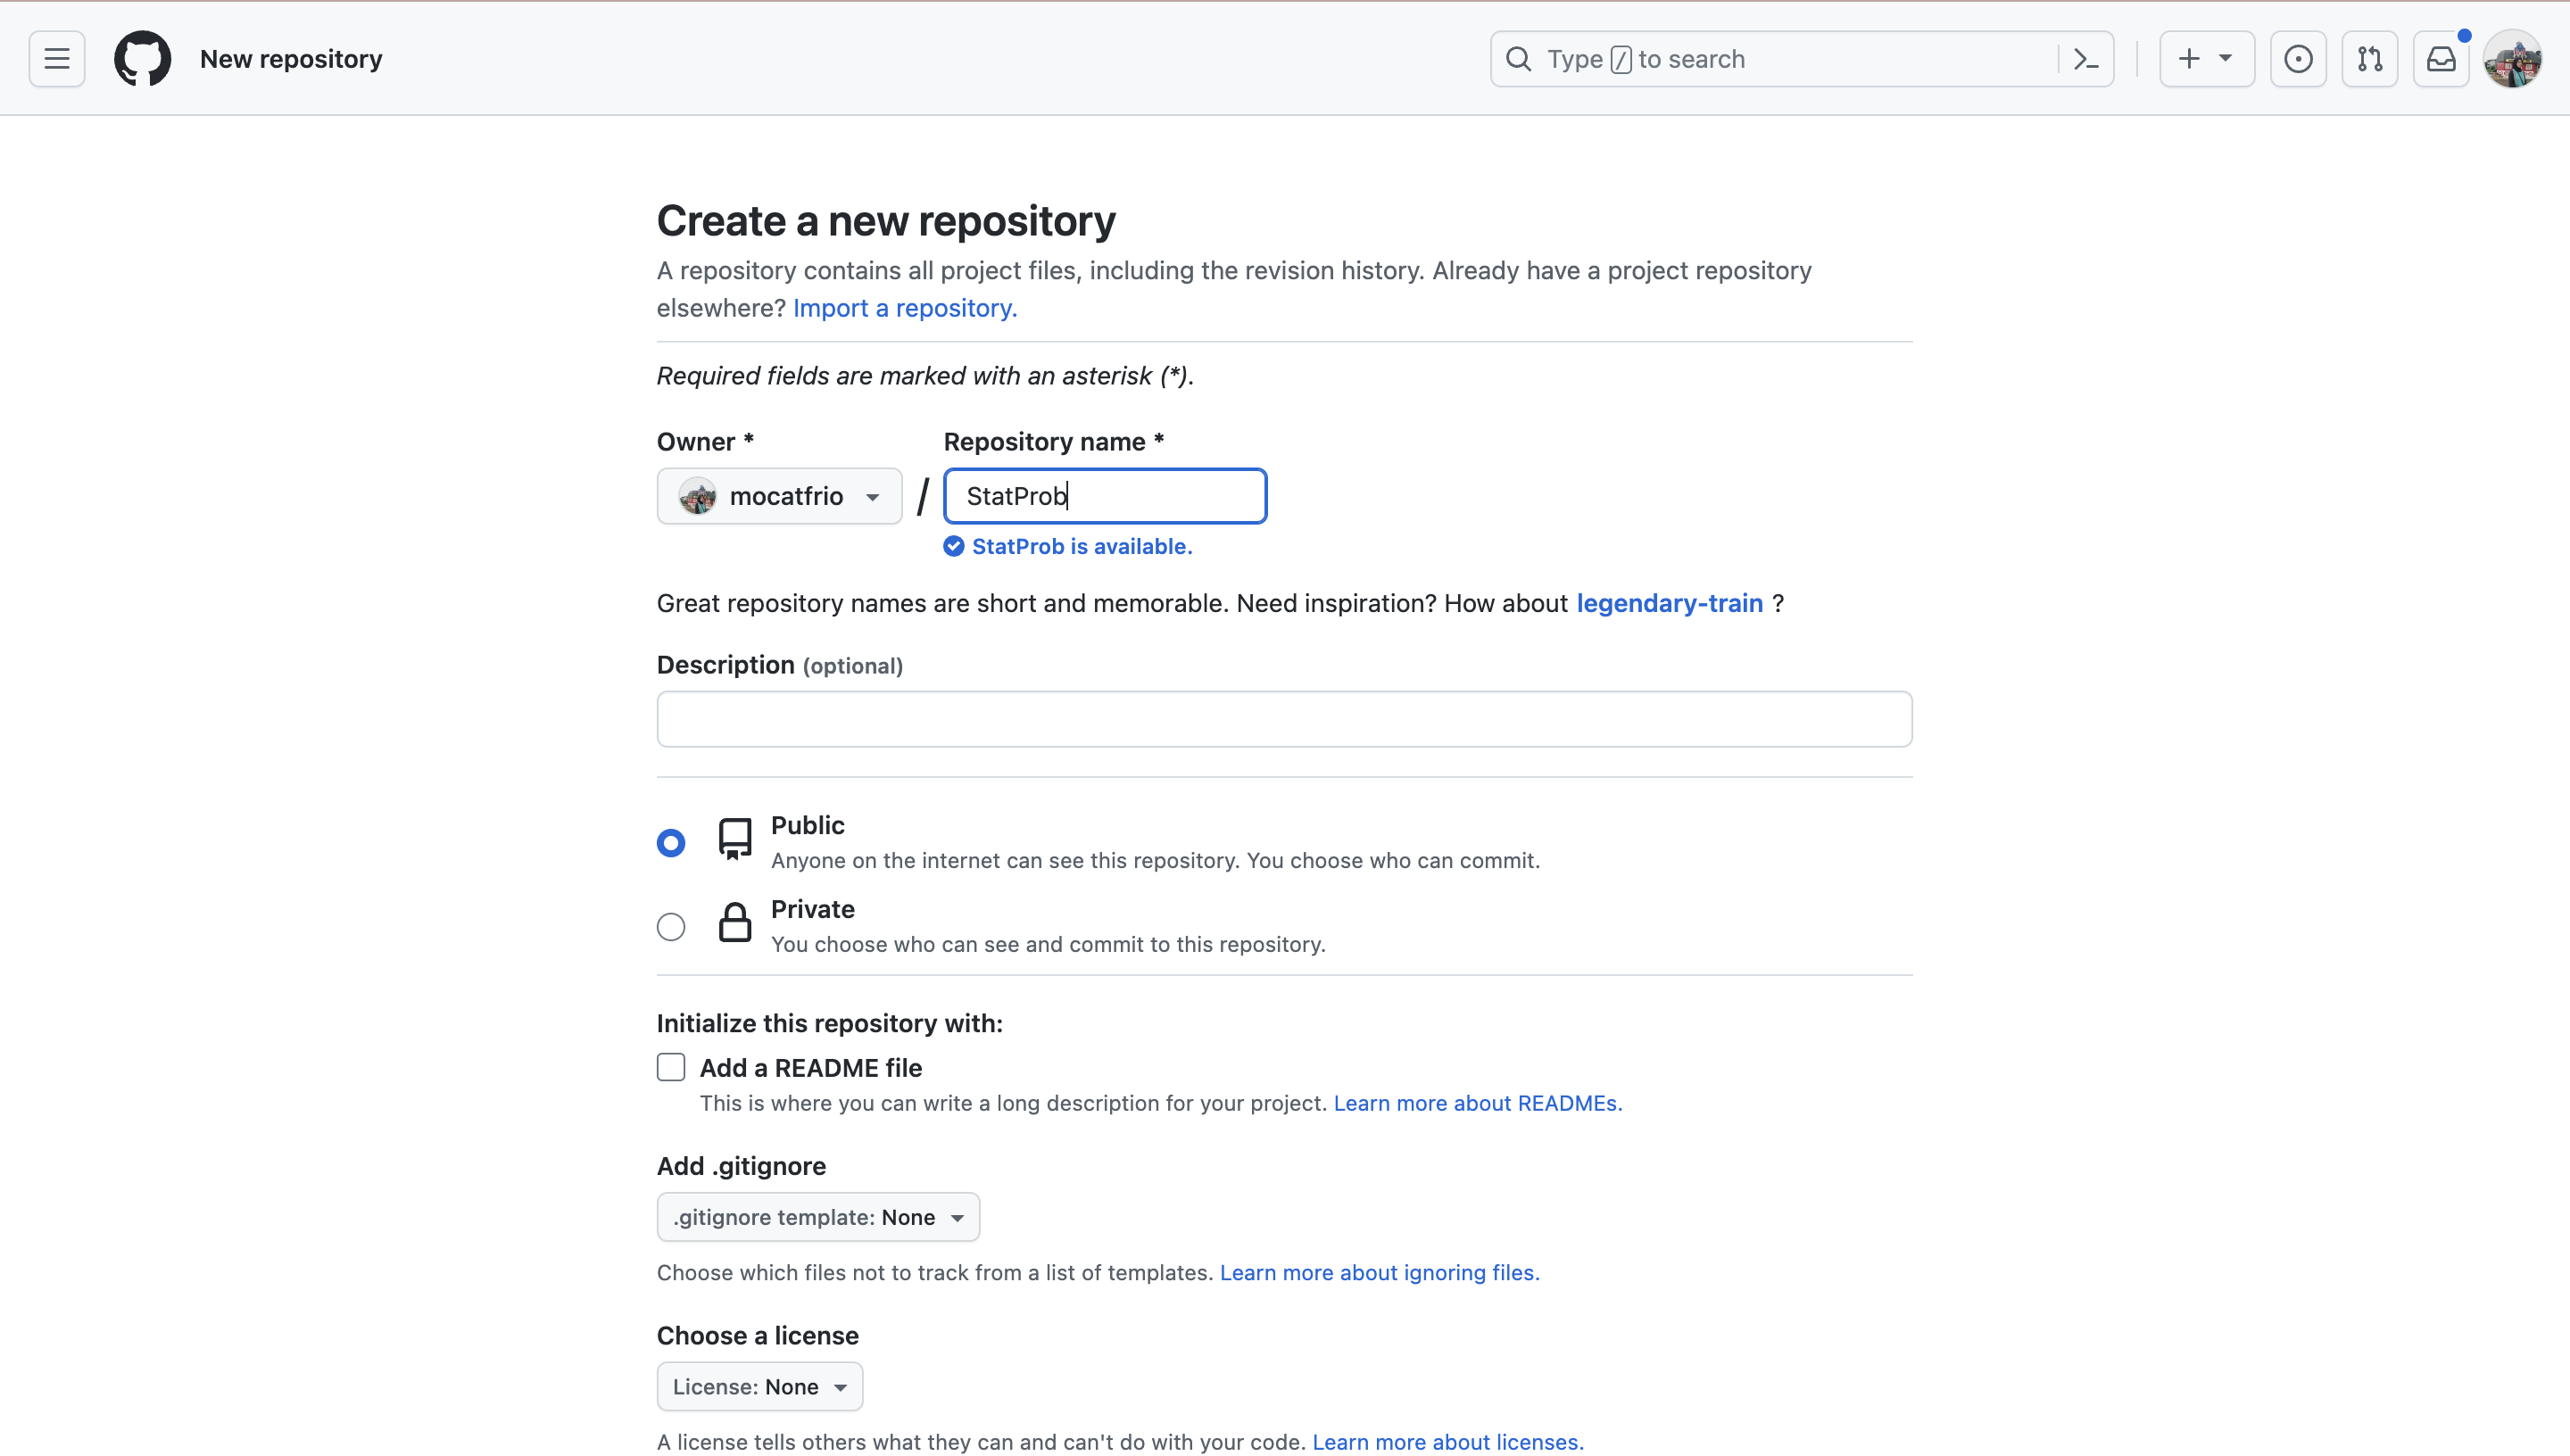 New repository
Type / to search
Create a new repository
A repository contains all project files, including the revision history. Already have a project repository
elsewhere? Import a repository.
Required fields are marked with an asterisk (*).
Owner *
Repository name *
mocatfrio
/
StatProb
StatProb is available.
Great repository names are short and memorable. Need inspiration? How about legendary-train ?
Description (optional)
Public
Anyone on the internet can see this repository. You choose who can commit.
Private
You choose who can see and commit to this repository.
Initialize this repository with:
Add a README file
This is where you can write a long description for your project. Learn more about READMEs.
Add .gitignore
.gitignore template: None
Choose which files not to track from a list of templates. Learn more about ignoring files.
Choose a license
License: None
A license tells others what they can and can't do with your code. Learn more about licenses.